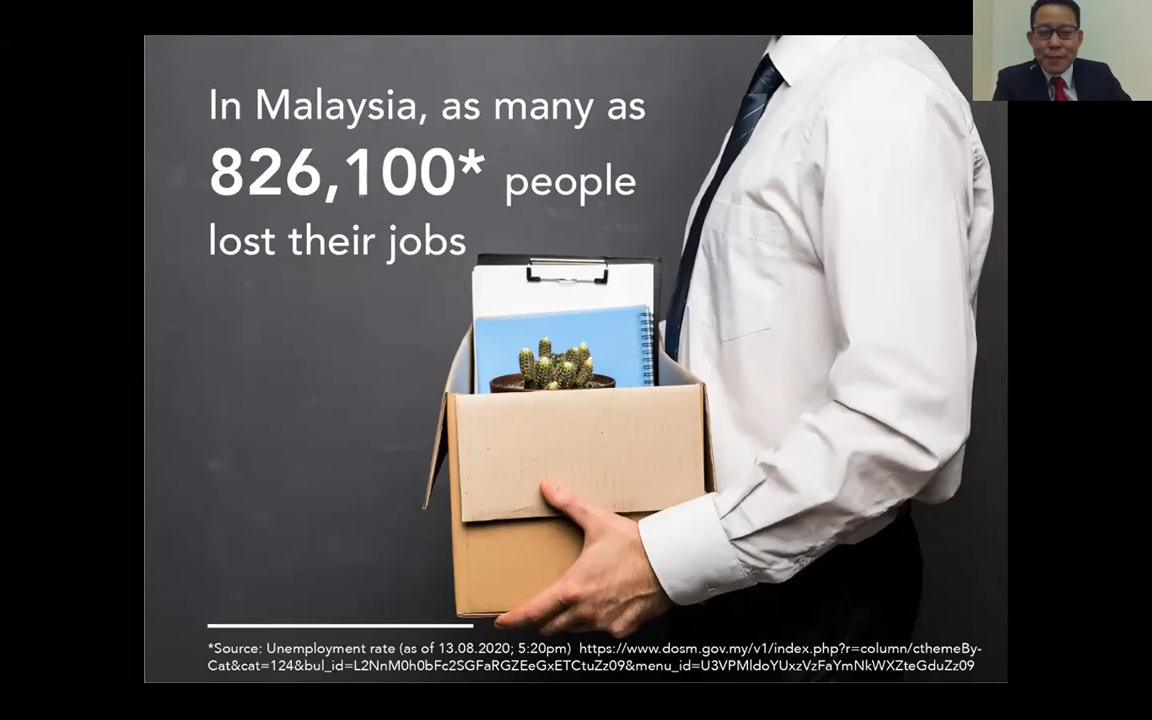 In Malaysia, as many as
826,100* people
lost their jobs
*Source: Unemployment rate (as of 13.08.2020; 5:20pm) https://www.dosm.gov.my/v1/index.php?r=column/cthemeBy-
Cat&cat=124&bul_id=L2NnM0h0bFc2SGFaRGZEeGxETCtuZz09&menu_id=U3VPMldoYUxzVzFaYmNkWXZteGduZz09